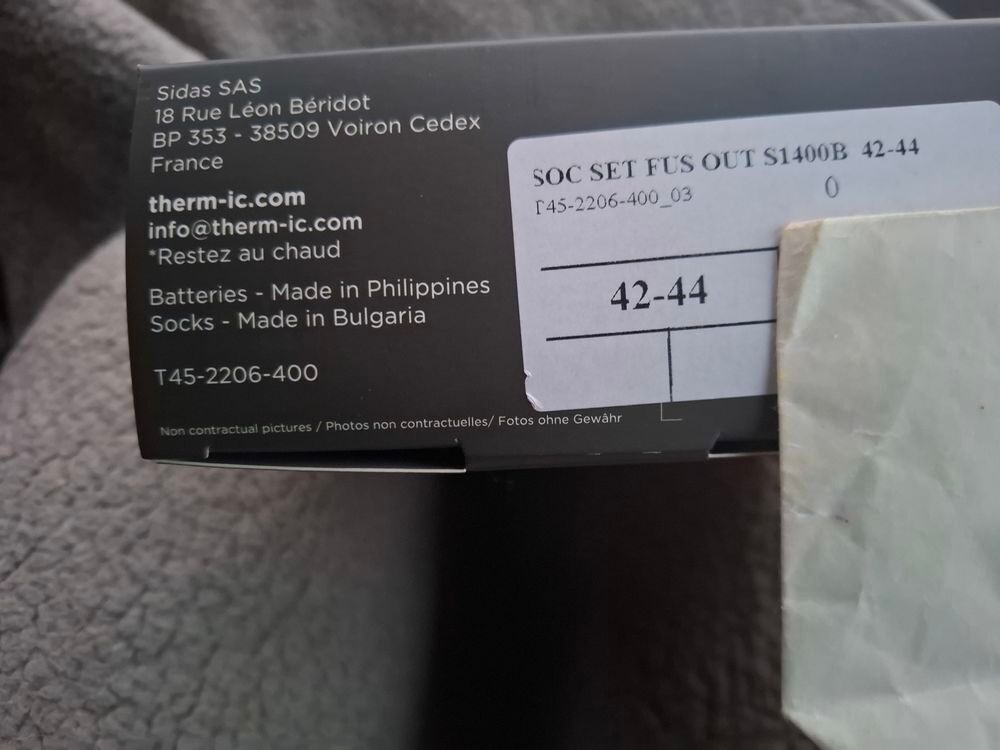 Sidas SAS
18 Rue Léon Béridot
BP 353 - 38509 Voiron Cedex
France
therm-ic.com
info@therm-ic.com
*Restez au chaud
Batteries - Made in Philippines
Socks - Made in Bulgaria
T45-2206-400
Non contractual pictures / Photos non contractuelles/ Fotos ohne Gewâhr
SOC SET FUS OUT S1400B 42-44
T45-2206-400_03
0
42-44